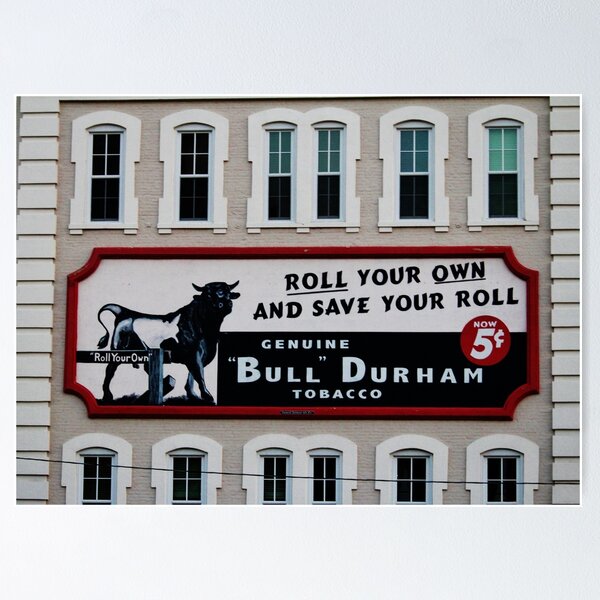 ROLL YOUR OWN
AND SAVE YOUR ROLL
NOW
5¢
GENUINE
"BULL" DURHAM
TOBACCO
"Roll Your Own"